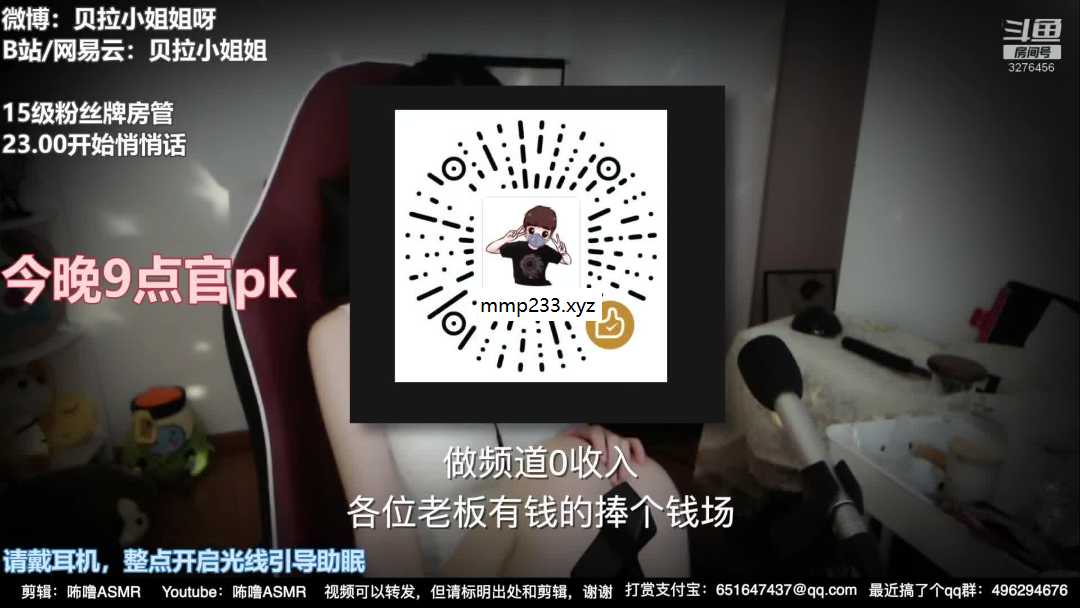 微博：贝拉小姐姐呀
B站/网易云：贝拉小姐姐
斗鱼
房间号
3276456
15级粉丝牌房管
23.00开始悄悄话
今晚9点官pk
mmp233.xyz
做频道0收入
各位老板有钱的捧个钱场
请戴耳机，整点开启光线引导助眠
剪辑：咘噜ASMR Youtube：咘噜ASMR 视频可以转发，但请标明出处和剪辑，谢谢 打赏支付宝：651647437@qq.com 最近搞了个qq群：496294676